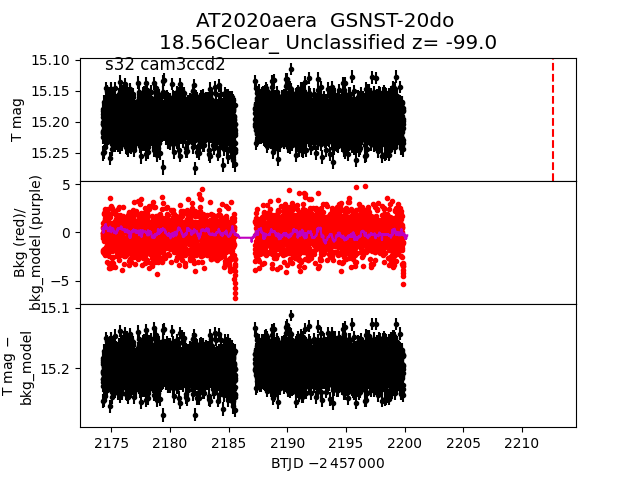 AT2020aera  GSNST-20do
18.56Clear_ Unclassified z= -99.0
s32 cam3ccd2
15.10
15.15
15.20
15.25
T mag
5
0
−5
Bkg (red)/
bkg_model (purple)
15.1
15.2
T mag −
bkg_model
2175 2180 2185 2190 2195 2200 2205 2210
BTJD −2 457 000